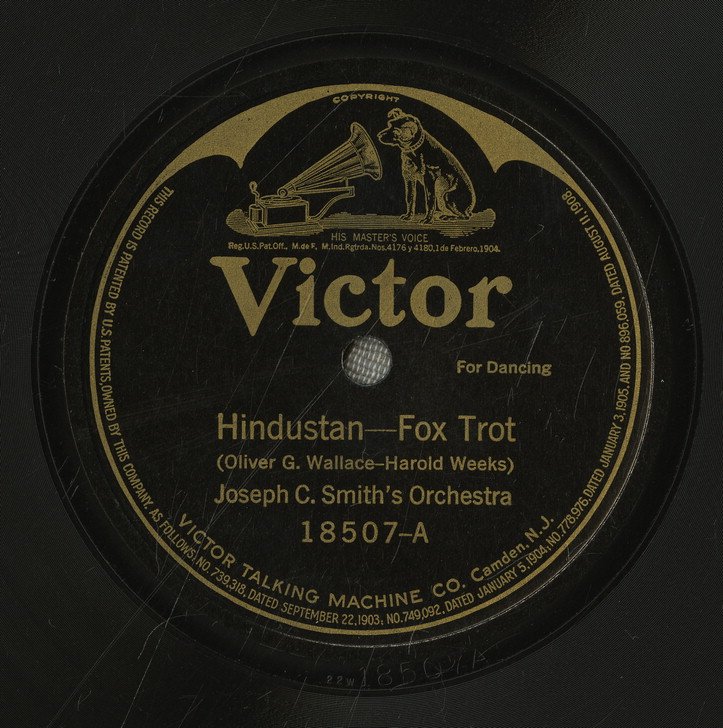 COPYRIGHT
HIS MASTER'S VOICE
Reg.U.S.Pat.Off., M.de F. M,Ind.Rgtrda.Nos.4176 y 4180,1 de Febrero,1904.
Victor
For Dancing
Hindustan—Fox Trot
(Oliver G. Wallace–Harold Weeks)
Joseph C. Smith's Orchestra
18507–A
VICTOR TALKING MACHINE CO. Camden, N.J.
THIS RECORD IS PATENTED BY U.S. PATENTS, OWNED BY THIS COMPANY, AS FOLLOWS; NO. 739,318, DATED SEPTEMBER 22,1903; NO. 749,092, DATED JANUARY 5,1904; NO. 778,976, DATED JANUARY 3,1905. AND NO 896,059, DATED AUGUST 11, 1908.
22W 18507A